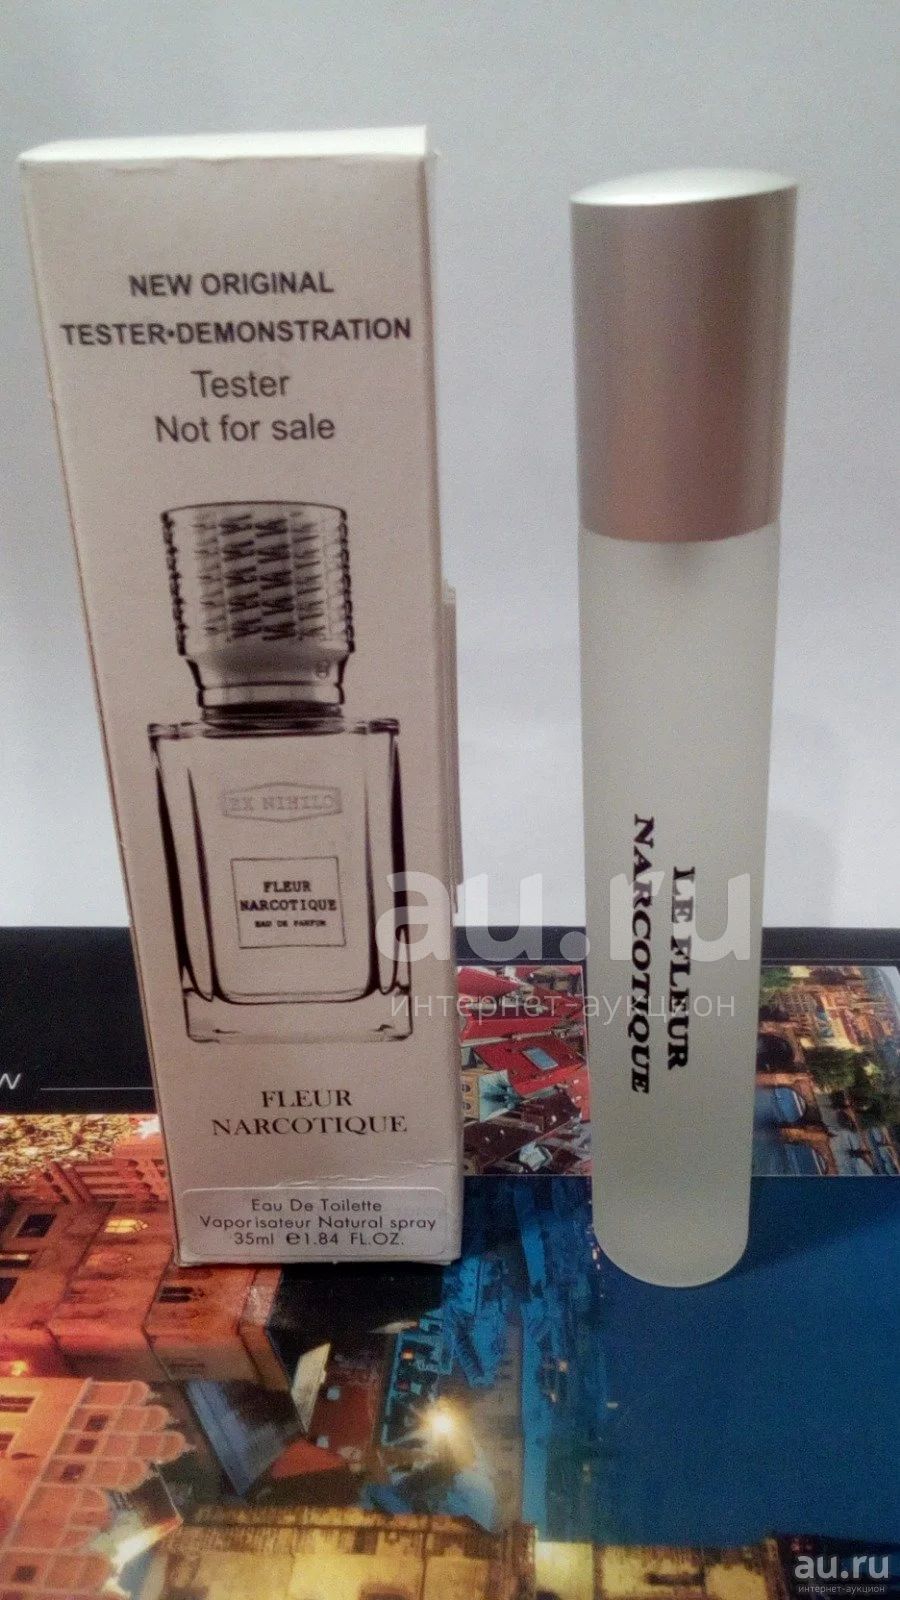 NEW ORIGINAL
TESTER•DEMONSTRATION
Tester
Not for sale
EX NIHILO
FLEUR
NARCOTIQUE
EAU DE PARFUM
FLEUR
NARCOTIQUE
Eau De Toilette
Vaporisateur Natural spray
35ml ℮1.84 FL.OZ.
LE FLEUR
NARCOTIQUE
au.ru
интернет-аукцион
w
au.ru
интернет-аукцион